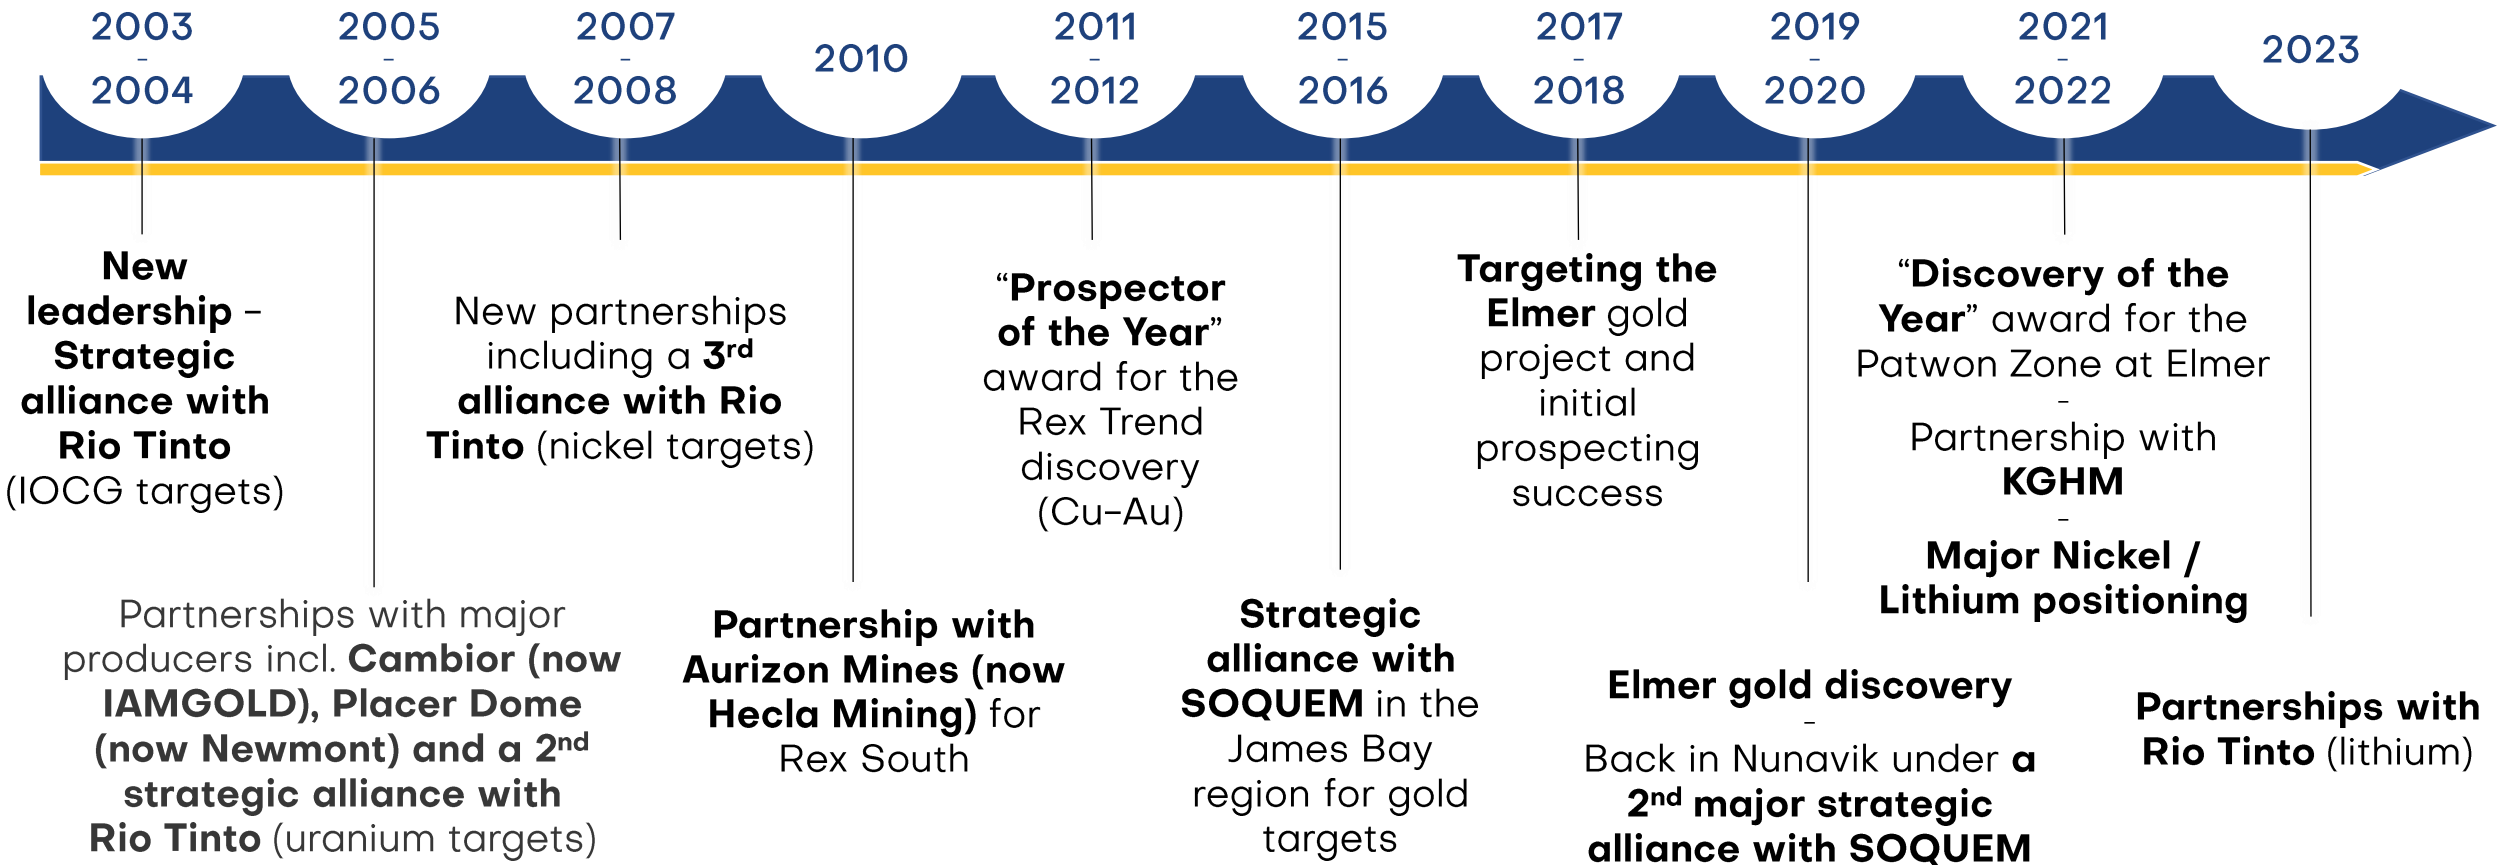 2003
–
2004
2005
–
2006
2007
–
2008
2010
2011
–
2012
2015
–
2016
2017
–
2018
2019
–
2020
2021
–
2022
2023
New
leadership –
Strategic
alliance with
Rio Tinto
(IOCG targets)
Partnerships with major
producers incl. Cambior (now
IAMGOLD), Placer Dome
(now Newmont) and a 2nd
strategic alliance with
Rio Tinto (uranium targets)
New partnerships
including a 3rd
alliance with Rio
Tinto (nickel targets)
Partnership with
Aurizon Mines (now
Hecla Mining) for
Rex South
“Prospector
of the Year”
award for the
Rex Trend
discovery
(Cu–Au)
Strategic
alliance with
SOQUEM in the
James Bay
region for gold
targets
Targeting the
Elmer gold
project and
initial
prospecting
success
Elmer gold discovery
–
Back in Nunavik under a
2nd major strategic
alliance with SOQUEM
“Discovery of the
Year” award for the
Patwon Zone at Elmer
–
Partnership with
KGHM
–
Major Nickel /
Lithium positioning
Partnerships with
Rio Tinto (lithium)